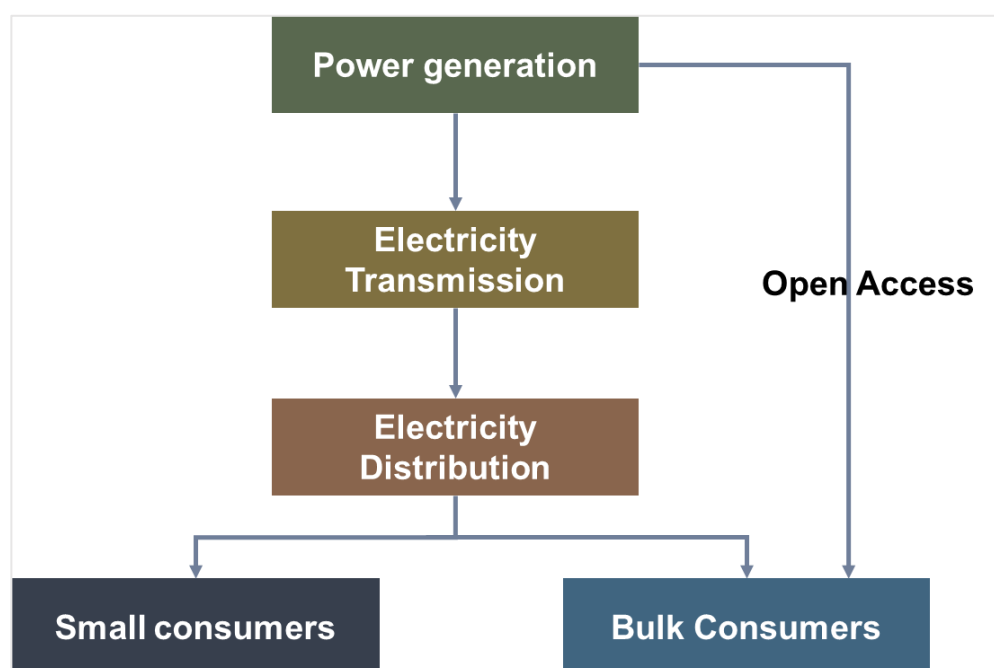 Power generation
Electricity
Transmission
Open Access
Electricity
Distribution
Small consumers
Bulk Consumers